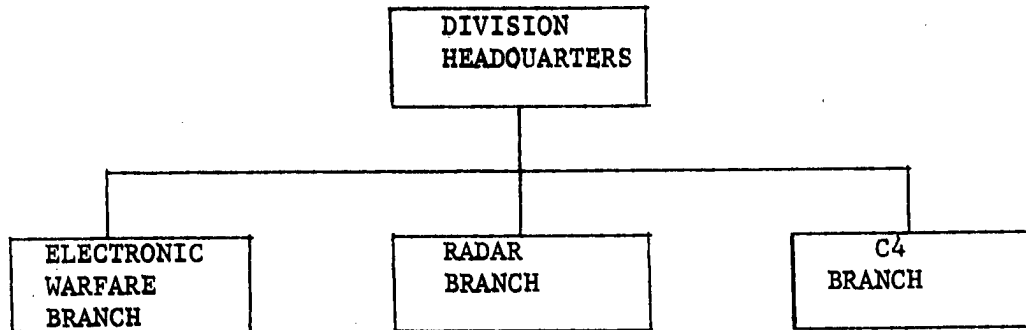 DIVISION
HEADQUARTERS
ELECTRONIC
WARFARE
BRANCH
RADAR
BRANCH
C4
BRANCH